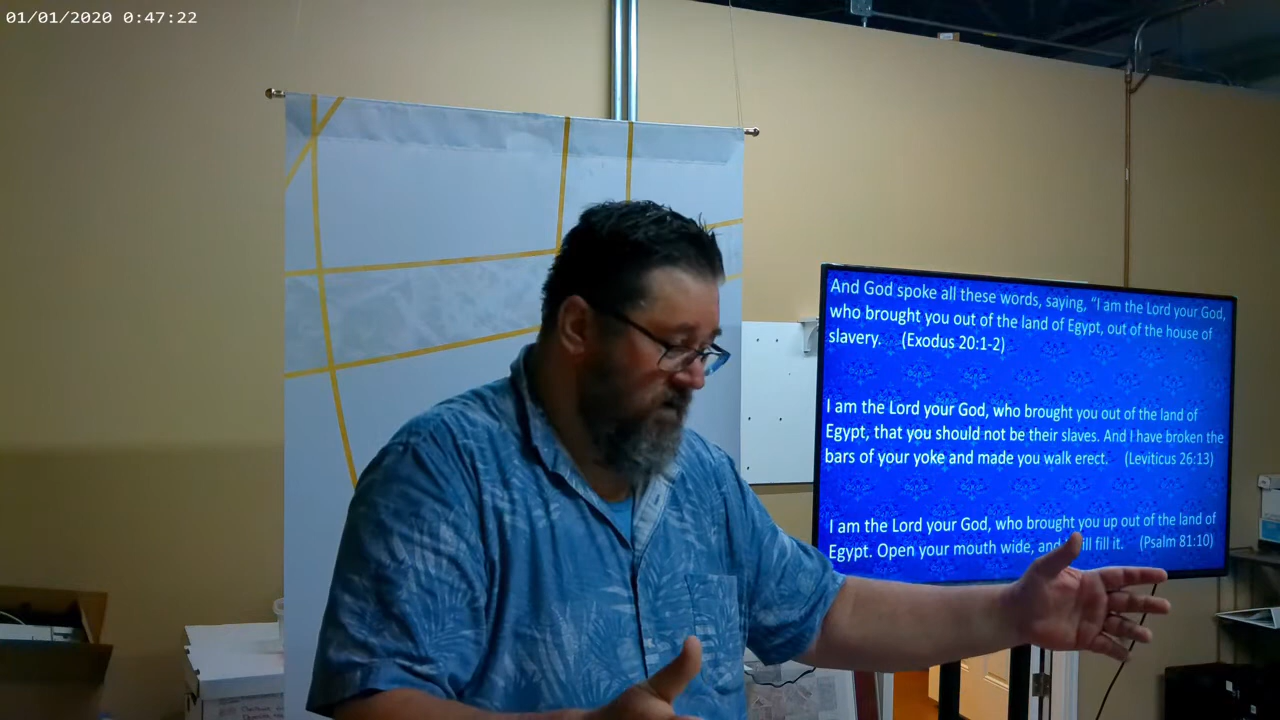 01/01/2020 0:47:22
And God spoke all these words, saying, “I am the Lord your God,
who brought you out of the land of Egypt, out of the house of
slavery. (Exodus 20:1-2)
I am the Lord your God, who brought you out of the land of
Egypt, that you should not be their slaves. And I have broken the
bars of your yoke and made you walk erect. (Leviticus 26:13)
I am the Lord your God, who brought you up out of the land of
Egypt. Open your mouth wide, and will fill it. (Psalm 81:10)